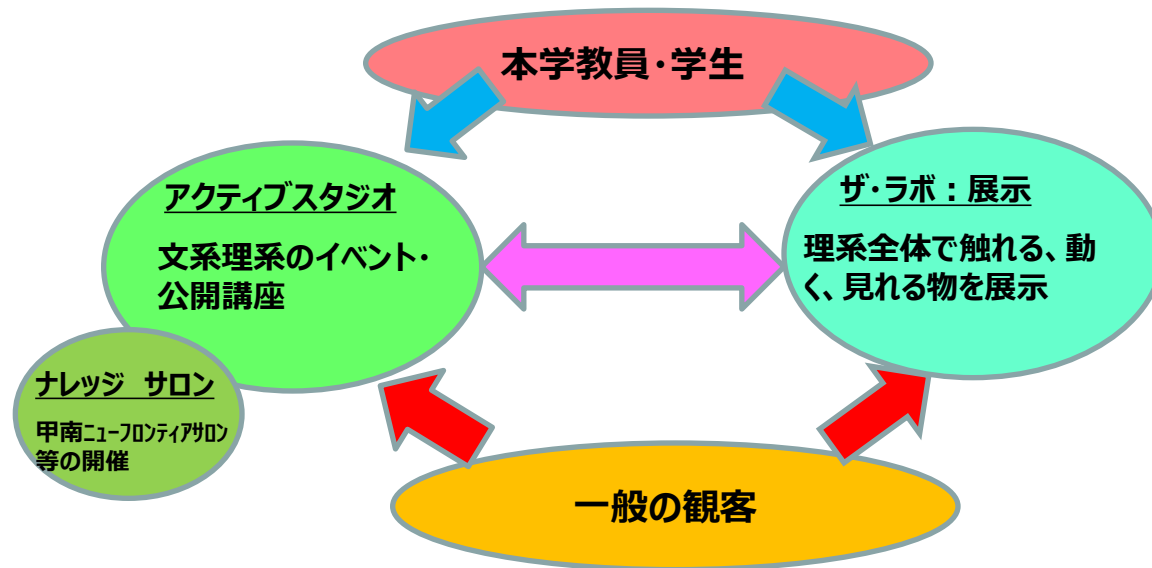 本学教員・学生
アクティブスタジオ
文系理系のイベント・
公開講座
ザ・ラボ：展示
理系全体で触れる、動
く、見れる物を展示
ナレッジ　サロン
甲南ニューフロンティアサロン
等の開催
一般の観客